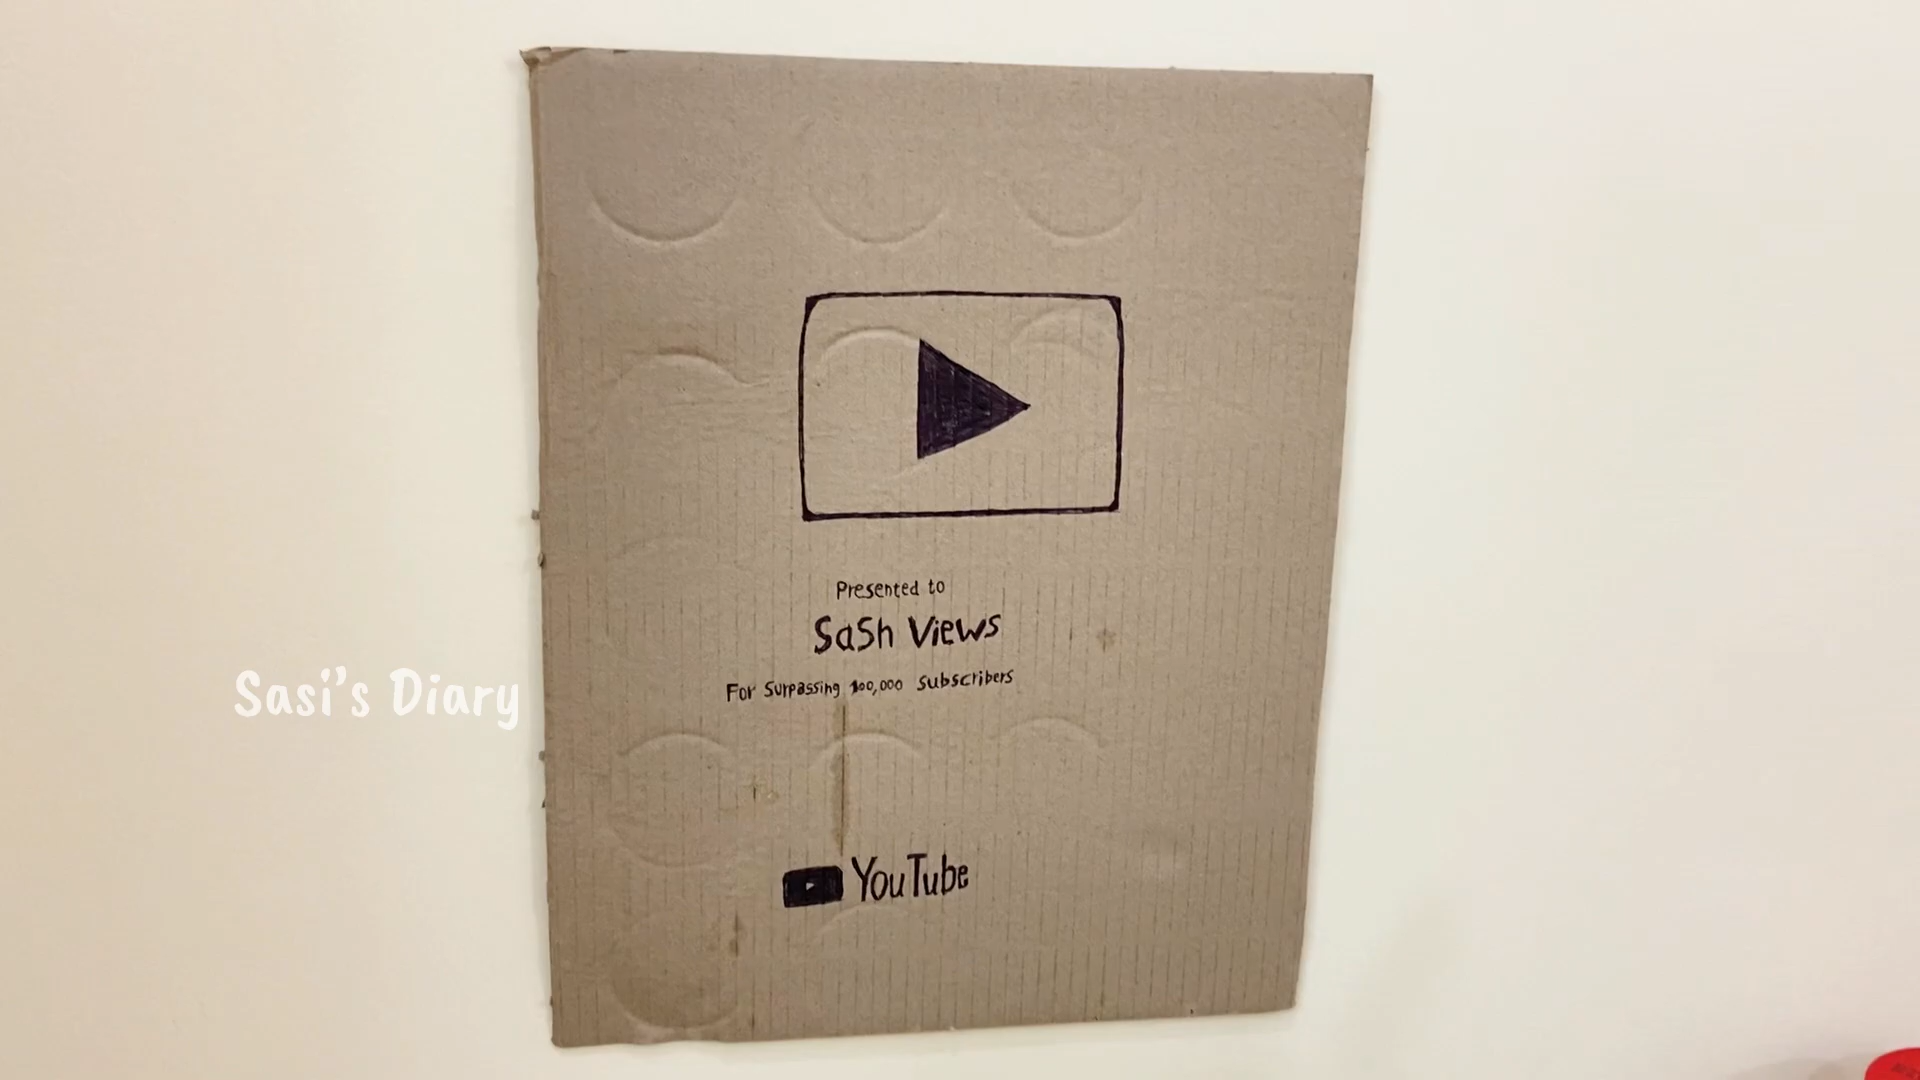 Presented to
SaSh Views
For Surpassing 100,000 Subscribers
Sasi's Diary
YouTube